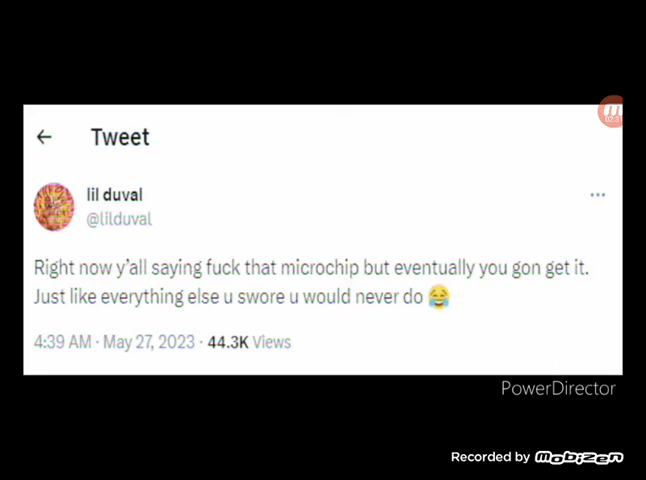 ← Tweet
lil duval
@lilduval
Right now y'all saying fuck that microchip but eventually you gon get it.
Just like everything else u swore u would never do 😂
4:39 AM · May 27, 2023 · 44.3K Views
PowerDirector
Recorded by mobizen